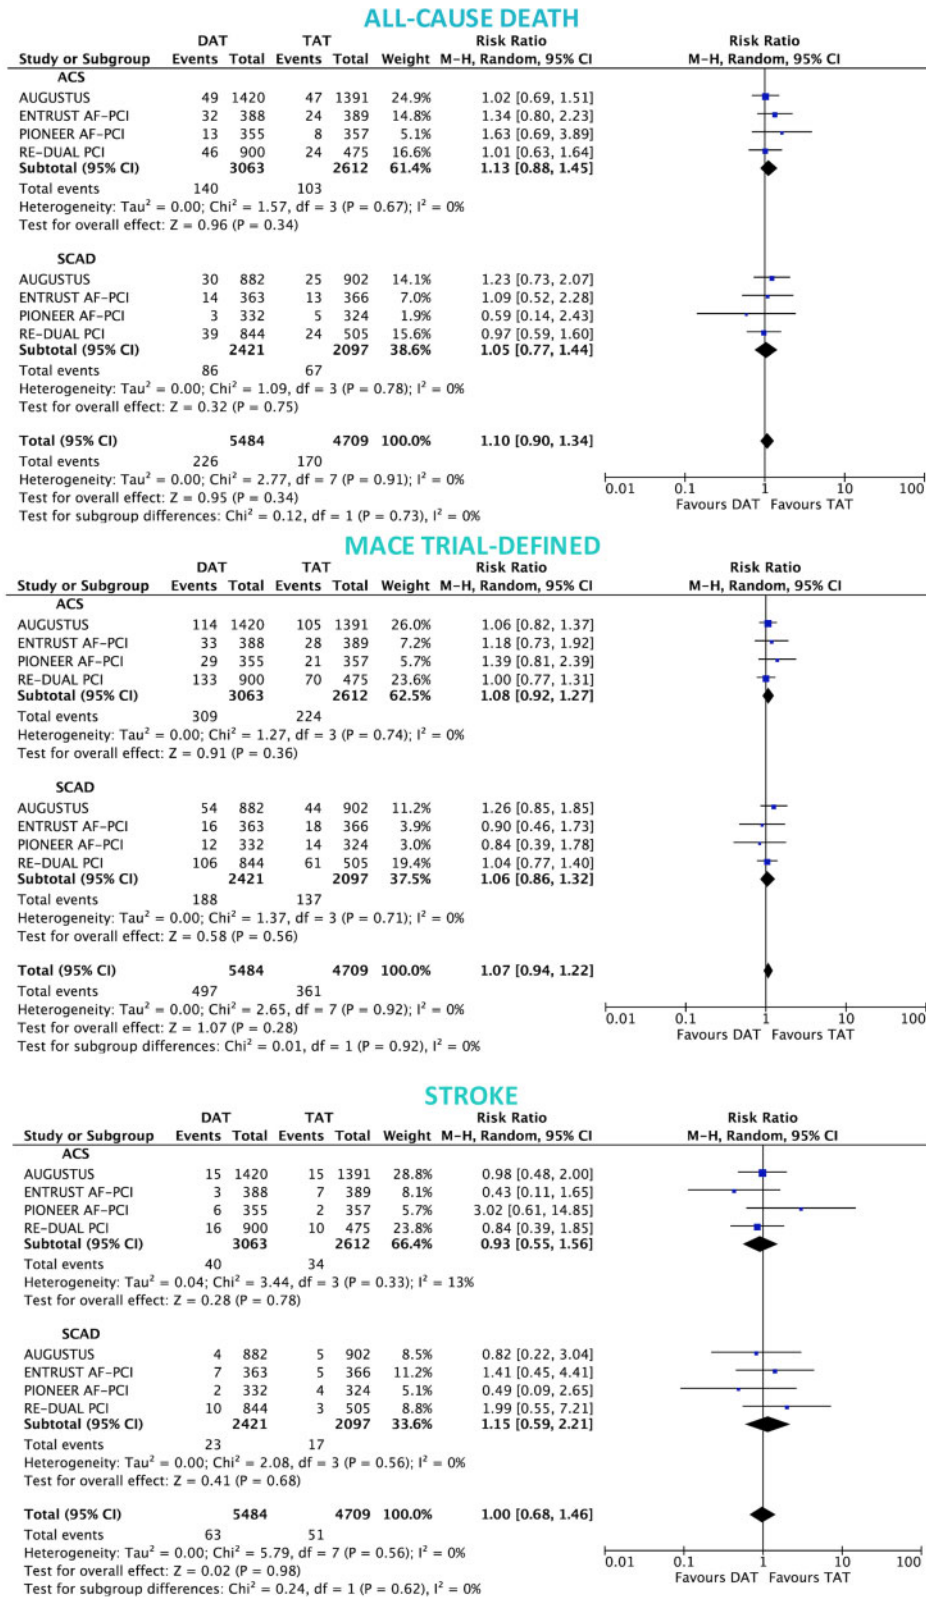 ALL-CAUSE DEATH
DAT TAT Risk Ratio Risk Ratio
Study or Subgroup Events Total Events Total Weight M-H, Random, 95% CI M-H, Random, 95% CI
ACS
AUGUSTUS 49 1420 47 1391 24.9% 1.02 [0.69, 1.51]
ENTRUST AF-PCI 32 388 24 389 14.8% 1.34 [0.80, 2.23]
PIONEER AF-PCI 13 355 8 357 5.1% 1.63 [0.69, 3.89]
RE-DUAL PCI 46 900 24 475 16.6% 1.01 [0.63, 1.64]
Subtotal (95% CI) 3063 2612 61.4% 1.13 [0.88, 1.45]
Total events 140 103
Heterogeneity: Tau² = 0.00; Chi² = 1.57, df = 3 (P = 0.67); I² = 0%
Test for overall effect: Z = 0.96 (P = 0.34)
SCAD
AUGUSTUS 30 882 25 902 14.1% 1.23 [0.73, 2.07]
ENTRUST AF-PCI 14 363 13 366 7.0% 1.09 [0.52, 2.28]
PIONEER AF-PCI 3 332 5 324 1.9% 0.59 [0.14, 2.43]
RE-DUAL PCI 39 844 24 505 15.6% 0.97 [0.59, 1.60]
Subtotal (95% CI) 2421 2097 38.6% 1.05 [0.77, 1.44]
Total events 86 67
Heterogeneity: Tau² = 0.00; Chi² = 1.09, df = 3 (P = 0.78); I² = 0%
Test for overall effect: Z = 0.32 (P = 0.75)
Total (95% CI) 5484 4709 100.0% 1.10 [0.90, 1.34]
Total events 226 170
Heterogeneity: Tau² = 0.00; Chi² = 2.77, df = 7 (P = 0.91); I² = 0%
Test for overall effect: Z = 0.95 (P = 0.34)
Test for subgroup differences: Chi² = 0.12, df = 1 (P = 0.73), I² = 0%
0.01 0.1 1 10 100
Favours DAT Favours TAT
MACE TRIAL-DEFINED
DAT TAT Risk Ratio Risk Ratio
Study or Subgroup Events Total Events Total Weight M-H, Random, 95% CI M-H, Random, 95% CI
ACS
AUGUSTUS 114 1420 105 1391 26.0% 1.06 [0.82, 1.37]
ENTRUST AF-PCI 33 388 28 389 7.2% 1.18 [0.73, 1.92]
PIONEER AF-PCI 29 355 21 357 5.7% 1.39 [0.81, 2.39]
RE-DUAL PCI 133 900 70 475 23.6% 1.00 [0.77, 1.31]
Subtotal (95% CI) 3063 2612 62.5% 1.08 [0.92, 1.27]
Total events 309 224
Heterogeneity: Tau² = 0.00; Chi² = 1.27, df = 3 (P = 0.74); I² = 0%
Test for overall effect: Z = 0.91 (P = 0.36)
SCAD
AUGUSTUS 54 882 44 902 11.2% 1.26 [0.85, 1.85]
ENTRUST AF-PCI 16 363 18 366 3.9% 0.90 [0.46, 1.73]
PIONEER AF-PCI 12 332 14 324 3.0% 0.84 [0.39, 1.78]
RE-DUAL PCI 106 844 61 505 19.4% 1.04 [0.77, 1.40]
Subtotal (95% CI) 2421 2097 37.5% 1.06 [0.86, 1.32]
Total events 188 137
Heterogeneity: Tau² = 0.00; Chi² = 1.37, df = 3 (P = 0.71); I² = 0%
Test for overall effect: Z = 0.58 (P = 0.56)
Total (95% CI) 5484 4709 100.0% 1.07 [0.94, 1.22]
Total events 497 361
Heterogeneity: Tau² = 0.00; Chi² = 2.65, df = 7 (P = 0.92); I² = 0%
Test for overall effect: Z = 1.07 (P = 0.28)
Test for subgroup differences: Chi² = 0.01, df = 1 (P = 0.92), I² = 0%
0.01 0.1 1 10 100
Favours DAT Favours TAT
STROKE
DAT TAT Risk Ratio Risk Ratio
Study or Subgroup Events Total Events Total Weight M-H, Random, 95% CI M-H, Random, 95% CI
ACS
AUGUSTUS 15 1420 15 1391 28.8% 0.98 [0.48, 2.00]
ENTRUST AF-PCI 3 388 7 389 8.1% 0.43 [0.11, 1.65]
PIONEER AF-PCI 6 355 2 357 5.7% 3.02 [0.61, 14.85]
RE-DUAL PCI 16 900 10 475 23.8% 0.84 [0.39, 1.85]
Subtotal (95% CI) 3063 2612 66.4% 0.93 [0.55, 1.56]
Total events 40 34
Heterogeneity: Tau² = 0.04; Chi² = 3.44, df = 3 (P = 0.33); I² = 13%
Test for overall effect: Z = 0.28 (P = 0.78)
SCAD
AUGUSTUS 4 882 5 902 8.5% 0.82 [0.22, 3.04]
ENTRUST AF-PCI 7 363 5 366 11.2% 1.41 [0.45, 4.41]
PIONEER AF-PCI 2 332 4 324 5.1% 0.49 [0.09, 2.65]
RE-DUAL PCI 10 844 3 505 8.8% 1.99 [0.55, 7.21]
Subtotal (95% CI) 2421 2097 33.6% 1.15 [0.59, 2.21]
Total events 23 17
Heterogeneity: Tau² = 0.00; Chi² = 2.08, df = 3 (P = 0.56); I² = 0%
Test for overall effect: Z = 0.41 (P = 0.68)
Total (95% CI) 5484 4709 100.0% 1.00 [0.68, 1.46]
Total events 63 51
Heterogeneity: Tau² = 0.00; Chi² = 5.79, df = 7 (P = 0.56); I² = 0%
Test for overall effect: Z = 0.02 (P = 0.98)
Test for subgroup differences: Chi² = 0.24, df = 1 (P = 0.62), I² = 0%
0.01 0.1 1 10 100
Favours DAT Favours TAT